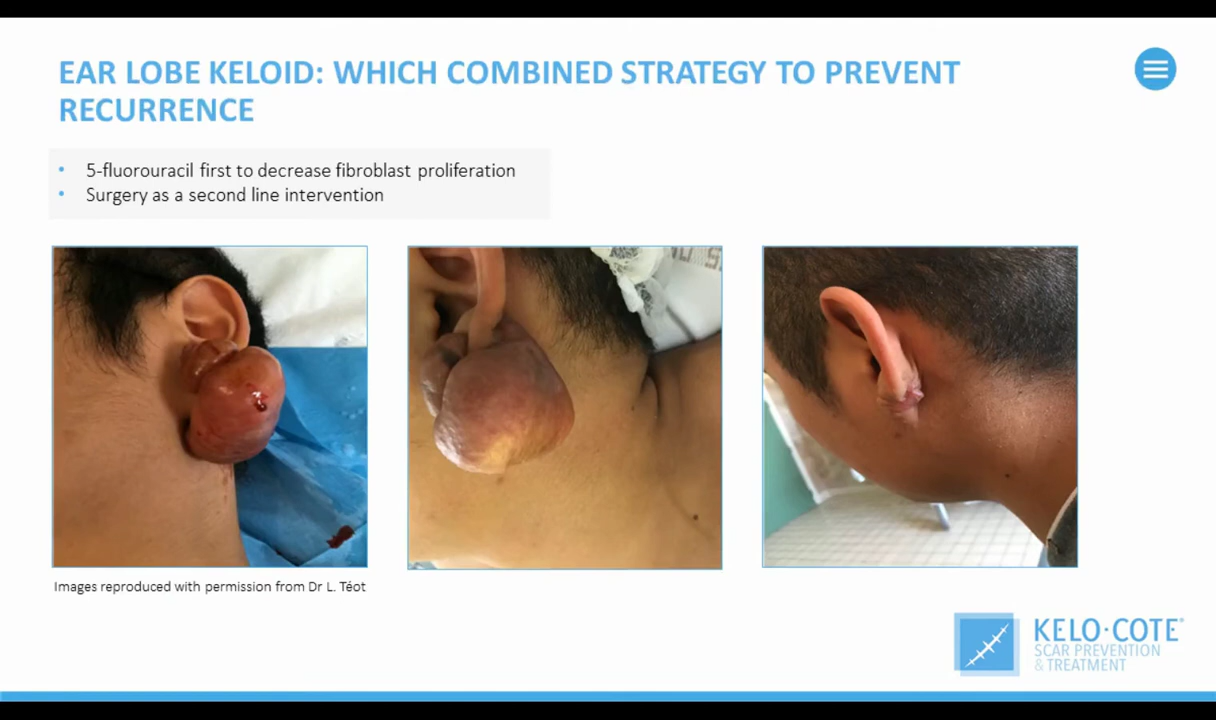 EAR LOBE KELOID: WHICH COMBINED STRATEGY TO PREVENT
RECURRENCE
• 5-fluorouracil first to decrease fibroblast proliferation
• Surgery as a second line intervention
Images reproduced with permission from Dr L. Téot
KELO·COTE®
SCAR PREVENTION
& TREATMENT